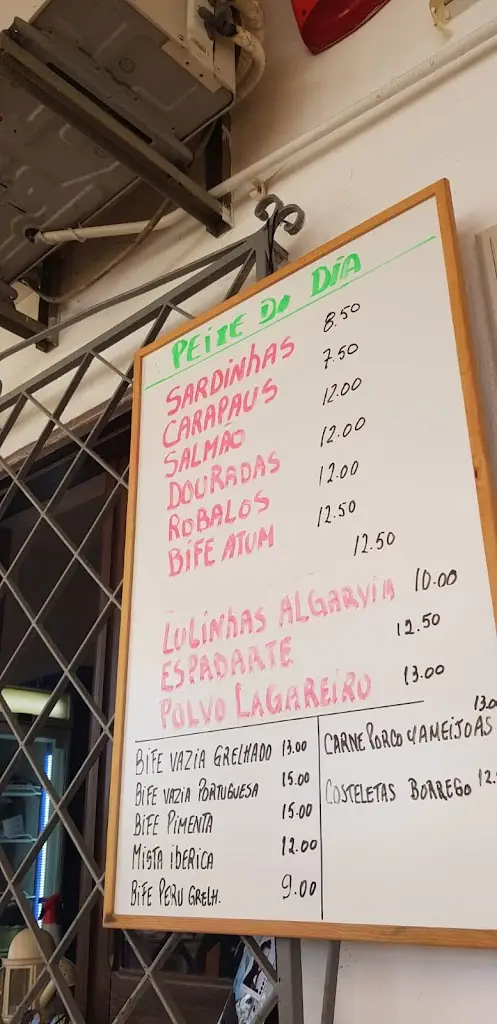 PEIXE Do DIA
SARDINHAS 8.50
CARAPAUS 7.50
SALMÃO 12.00
DOURADAS 12.00
ROBALOS 12.00
BIFE ATUM 12.50
12.50
LULINHAS ALGARVIA 10.00
ESPADARTE 12.50
POLVO LAGAREIRO 13.00
BIFE VAZIA GRELHADO 13.00
BIFE VAZIA PORTUGUESA 15.00
BIFE PIMENTA 15.00
MISTA IBERICA 12.00
BIFE PERU GRELH. 9.00
13.0
CARNE PORCO AMEIJOAS
COSTELETAS BORREGO 12.